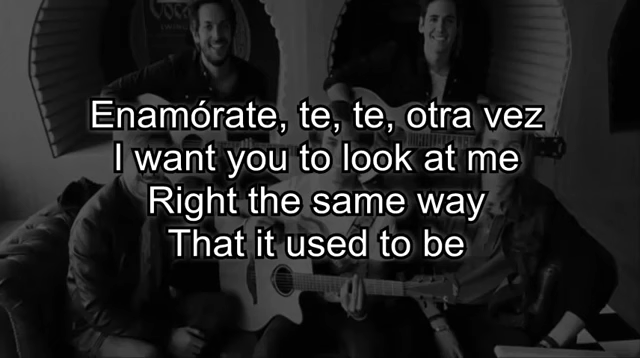 Enamórate, te, te, otra vez
I want you to look at me
Right the same way
That it used to be